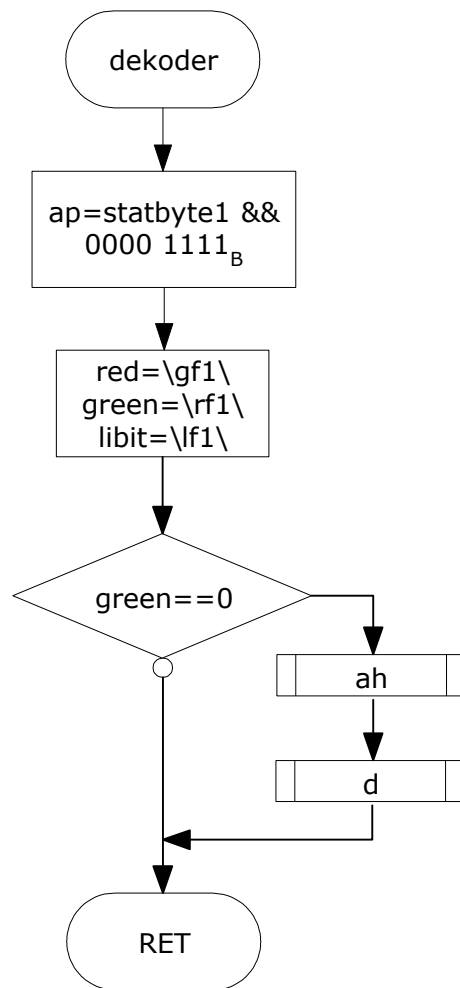 dekoder
ap=statbyte1 &&
0000 1111B
red=\gf1\
green=\rf1\
libit=\lf1\
green==0
ah
d
RET